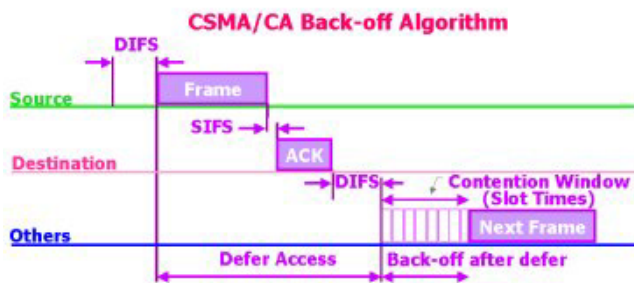 CSMA/CA Back-off Algorithm
DIFS
Frame
Source
SIFS
ACK
Destination
DIFS
Contention Window
(Slot Times)
Next Frame
Others
Defer Access
Back-off after defer